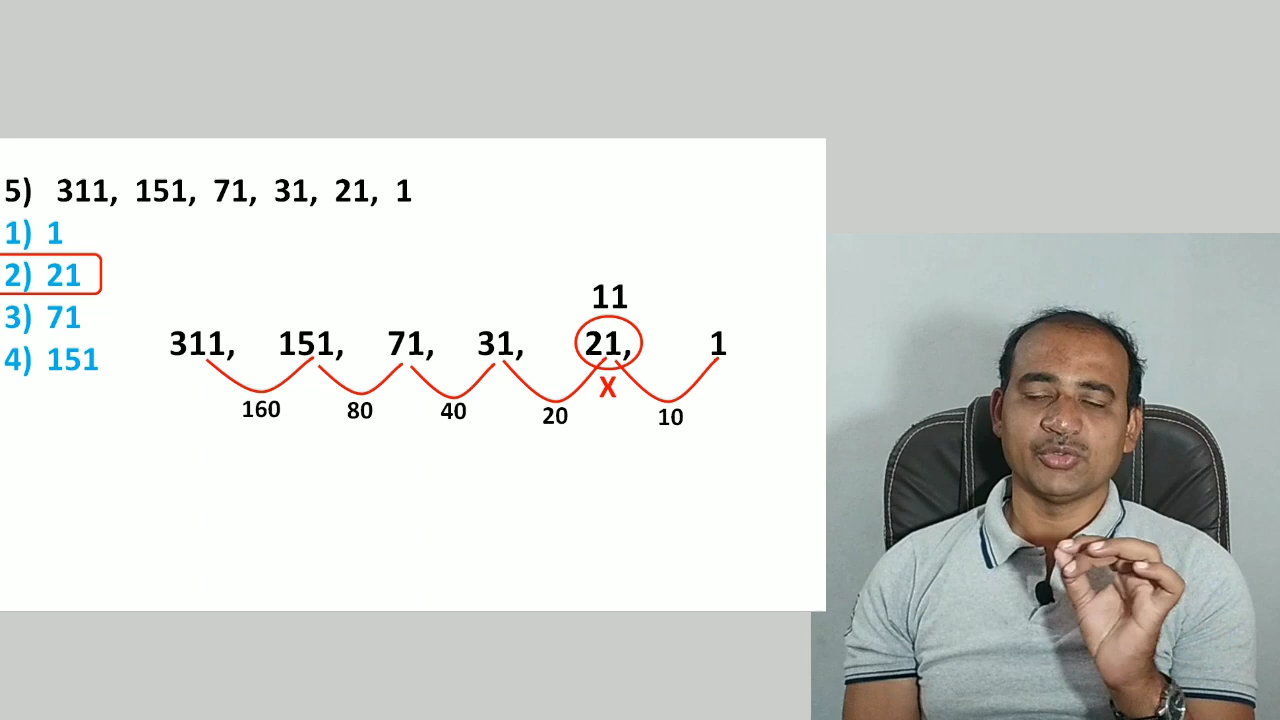 5) 311, 151, 71, 31, 21, 1
1) 1
2) 21
3) 71
4) 151
11
311, 151, 71, 31, 21, 1
X
160 80 40 20 10